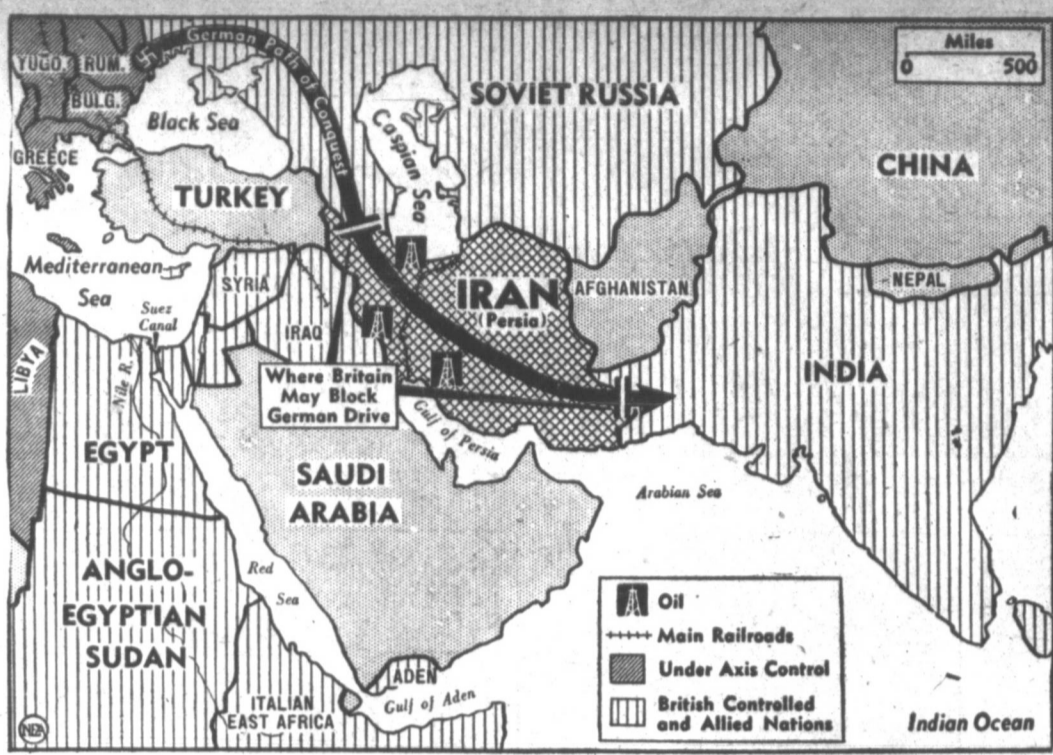 German Path of Conquest
YUGO.
RUM.
BULG.
GREECE
Black Sea
TURKEY
SOVIET RUSSIA
Caspian Sea
Miles
0 500
CHINA
Mediterranean
Sea
Suez
Canal
SYRIA
IRAQ
IRAN
(Persia)
AFGHANISTAN
NEPAL
INDIA
LIBYA
Nile R.
EGYPT
Where Britain
May Block
German Drive
Gulf of Persia
SAUDI
ARABIA
Arabian Sea
ANGLO-
EGYPTIAN
SUDAN
Red
Sea
ADEN
Gulf of Aden
ITALIAN
EAST AFRICA
Oil
Main Railroads
Under Axis Control
British Controlled
and Allied Nations
Indian Ocean
NEA